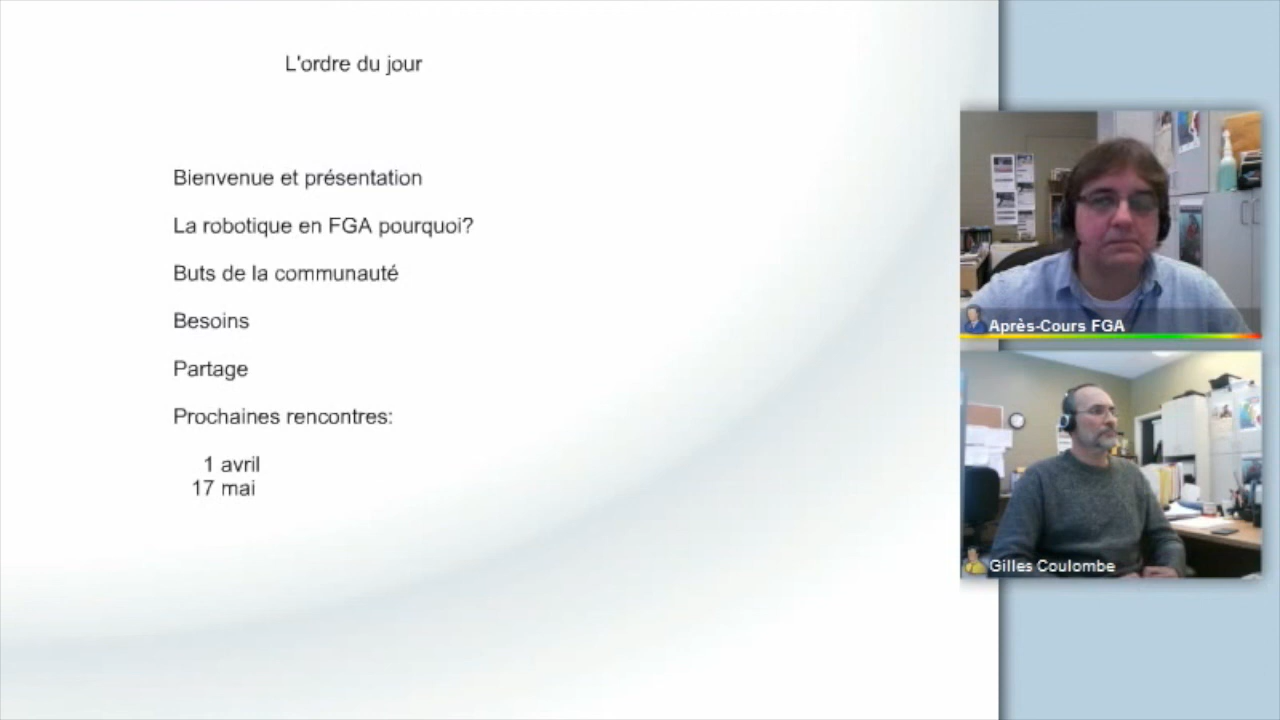 L'ordre du jour
Bienvenue et présentation
La robotique en FGA pourquoi?
Buts de la communauté
Besoins
Partage
Prochaines rencontres:
1 avril
17 mai
Après-Cours FGA
Gilles Coulombe